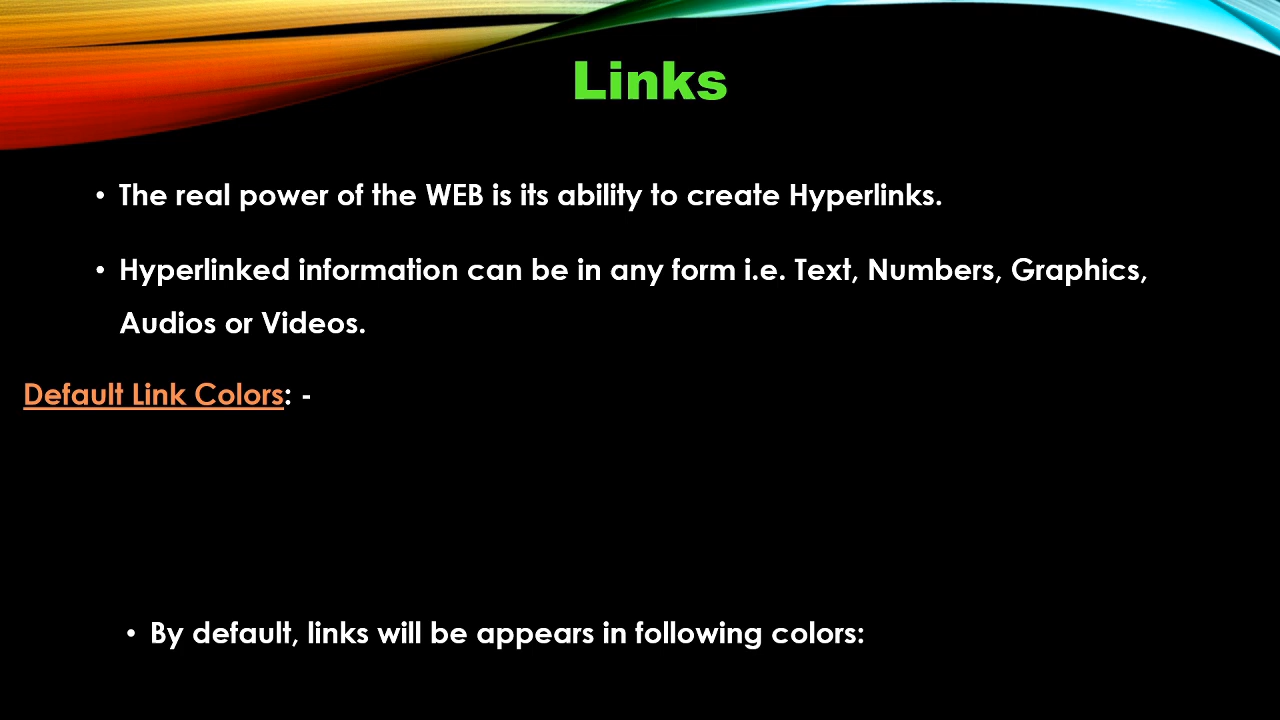 Links
• The real power of the WEB is its ability to create Hyperlinks.
• Hyperlinked information can be in any form i.e. Text, Numbers, Graphics,
Audios or Videos.
Default Link Colors: -
• By default, links will be appears in following colors: